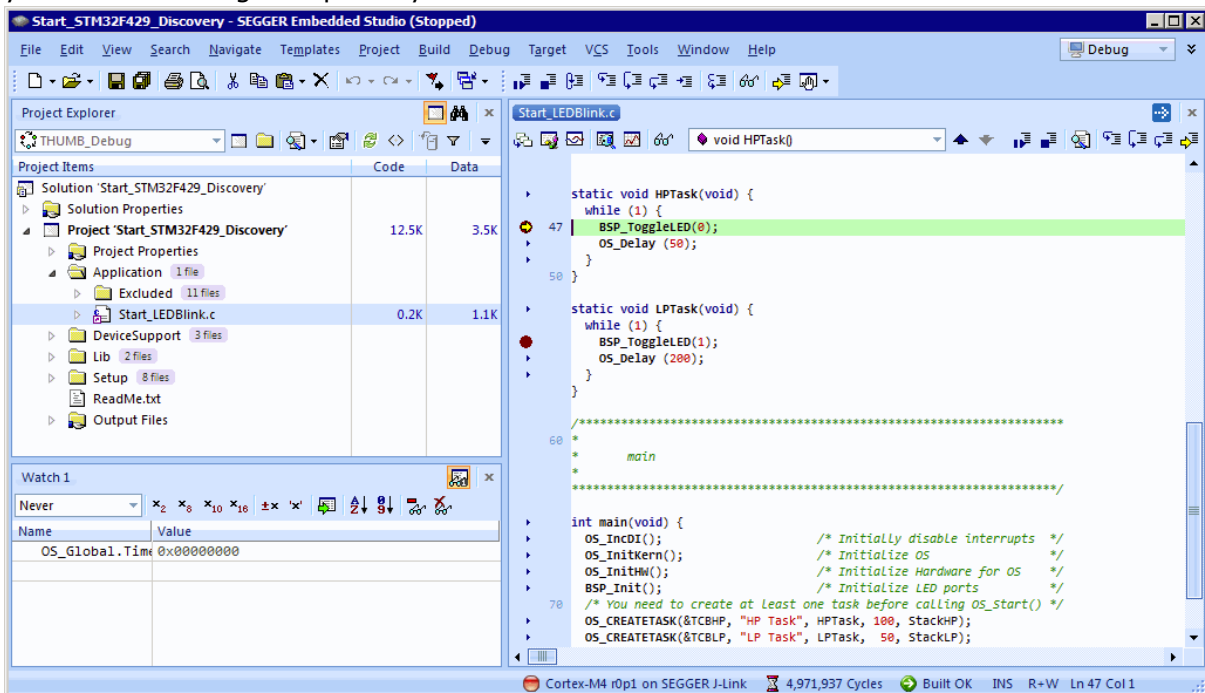 Start_STM32F429_Discovery - SEGGER Embedded Studio (Stopped)
File Edit View Search Navigate Templates Project Build Debug Target VCS Tools Window Help
Debug
Project Explorer
THUMB_Debug
Project Items Code Data
Solution 'Start_STM32F429_Discovery'
Solution Properties
Project 'Start_STM32F429_Discovery' 12.5K 3.5K
Project Properties
Application 1 file
Excluded 11 files
Start_LEDBlink.c 0.2K 1.1K
DeviceSupport 3 files
Lib 2 files
Setup 8 files
ReadMe.txt
Output Files
Watch 1
Never x2 x8 x10 x16 ±x 'x'
Name Value
OS_Global.Time 0x00000000
Start_LEDBlink.c
void HPTask()
static void HPTask(void) {
while (1) {
47 BSP_ToggleLED(0);
OS_Delay (50);
}
50 }
static void LPTask(void) {
while (1) {
BSP_ToggleLED(1);
OS_Delay (200);
}
}
/*********************************************************************
60 *
* main
*
**********************************************************************/
int main(void) {
OS_IncDI(); /* Initially disable interrupts */
OS_InitKern(); /* Initialize OS */
OS_InitHW(); /* Initialize Hardware for OS */
BSP_Init(); /* Initialize LED ports */
70 /* You need to create at least one task before calling OS_Start() */
OS_CREATETASK(&TCBHP, "HP Task", HPTask, 100, StackHP);
OS_CREATETASK(&TCBLP, "LP Task", LPTask, 50, StackLP);
Cortex-M4 r0p1 on SEGGER J-Link 4,971,937 Cycles Built OK INS R+W Ln 47 Col 1